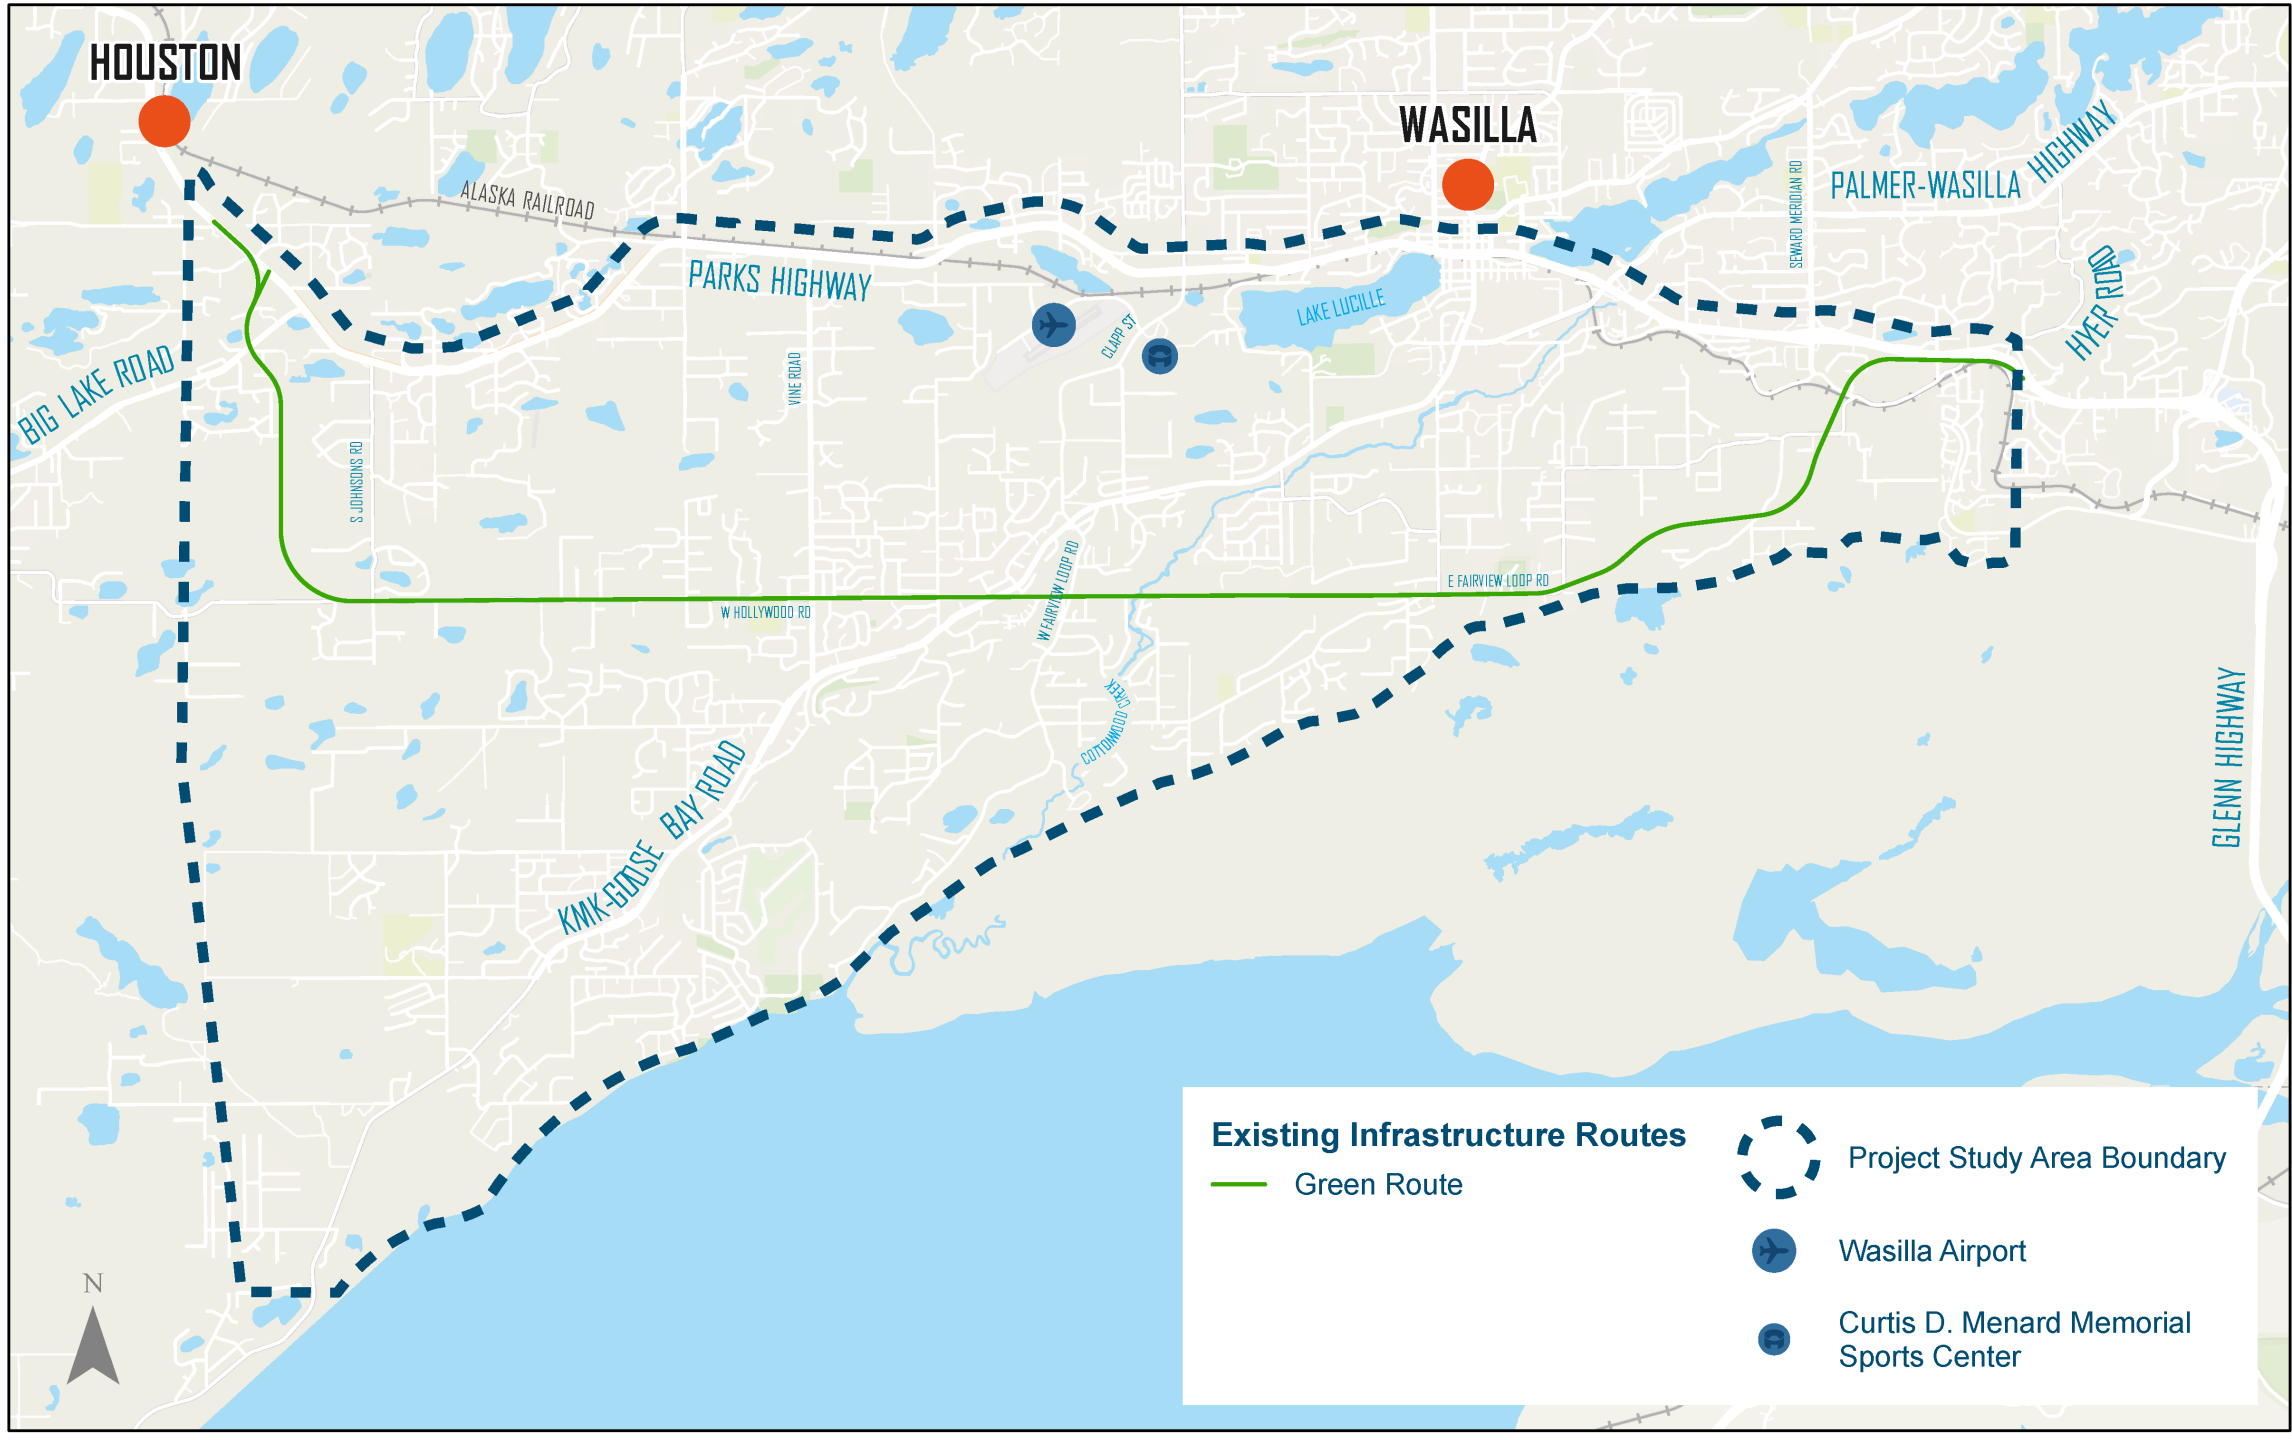 HOUSTON
WASILLA
PALMER-WASILLA HIGHWAY
SEWARD MERIDIAN RD
ALASKA RAILROAD
PARKS HIGHWAY
HYER ROAD
LAKE LUCILLE
CLAPP ST
BIG LAKE ROAD
VINE ROAD
S JOHNSONS RD
W FAIRVIEW LOOP RD
E FAIRVIEW LOOP RD
W HOLLYWOOD RD
COTTONWOOD CREEK
KMK-GOOSE BAY ROAD
GLENN HIGHWAY
N
Existing Infrastructure Routes
Green Route
Project Study Area Boundary
Wasilla Airport
Curtis D. Menard Memorial
Sports Center